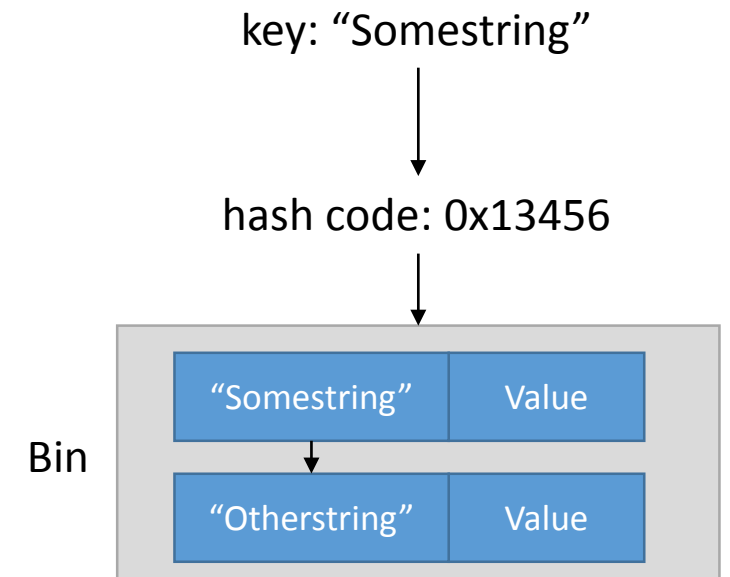 key: “Somestring”
hash code: 0x13456
“Somestring” Value
Bin
“Otherstring” Value